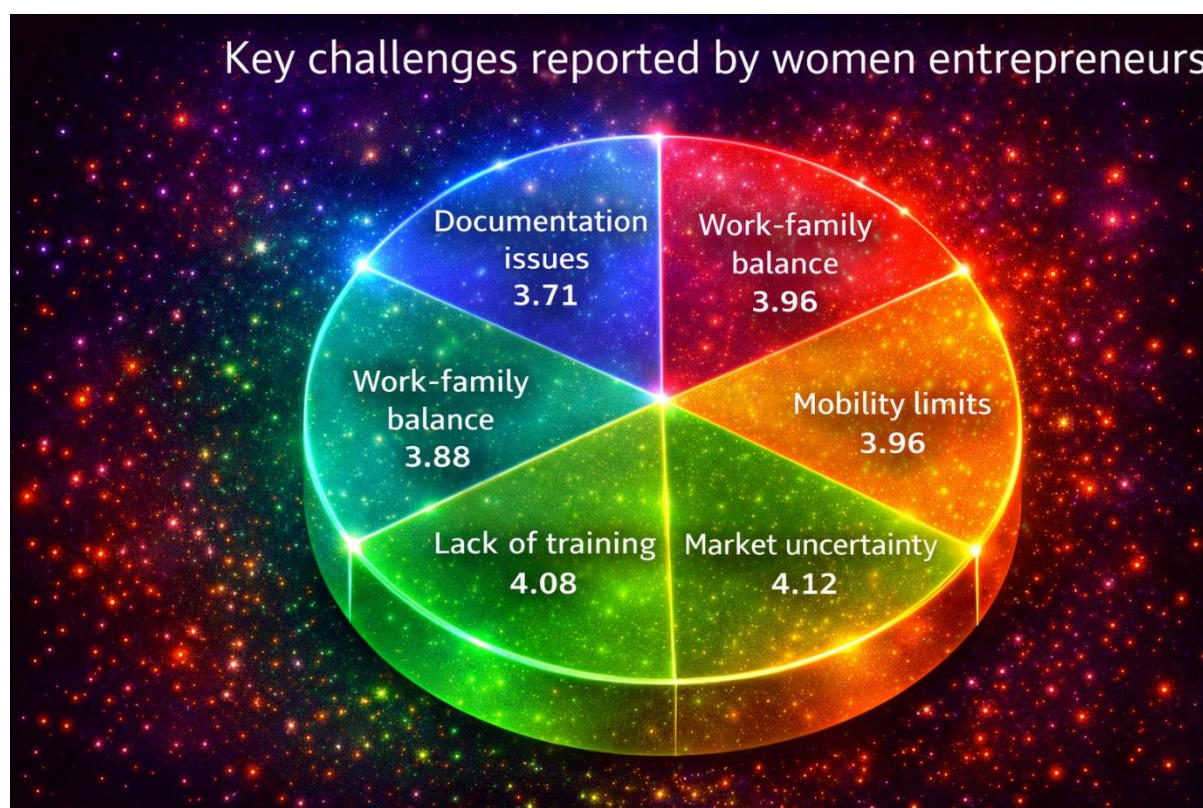 Key challenges reported by women entrepreneurs
Documentation
issues
3.71
Work-family
balance
3.96
Work-family
balance
3.88
Mobility limits
3.96
Lack of training
4.08
Market uncertainty
4.12